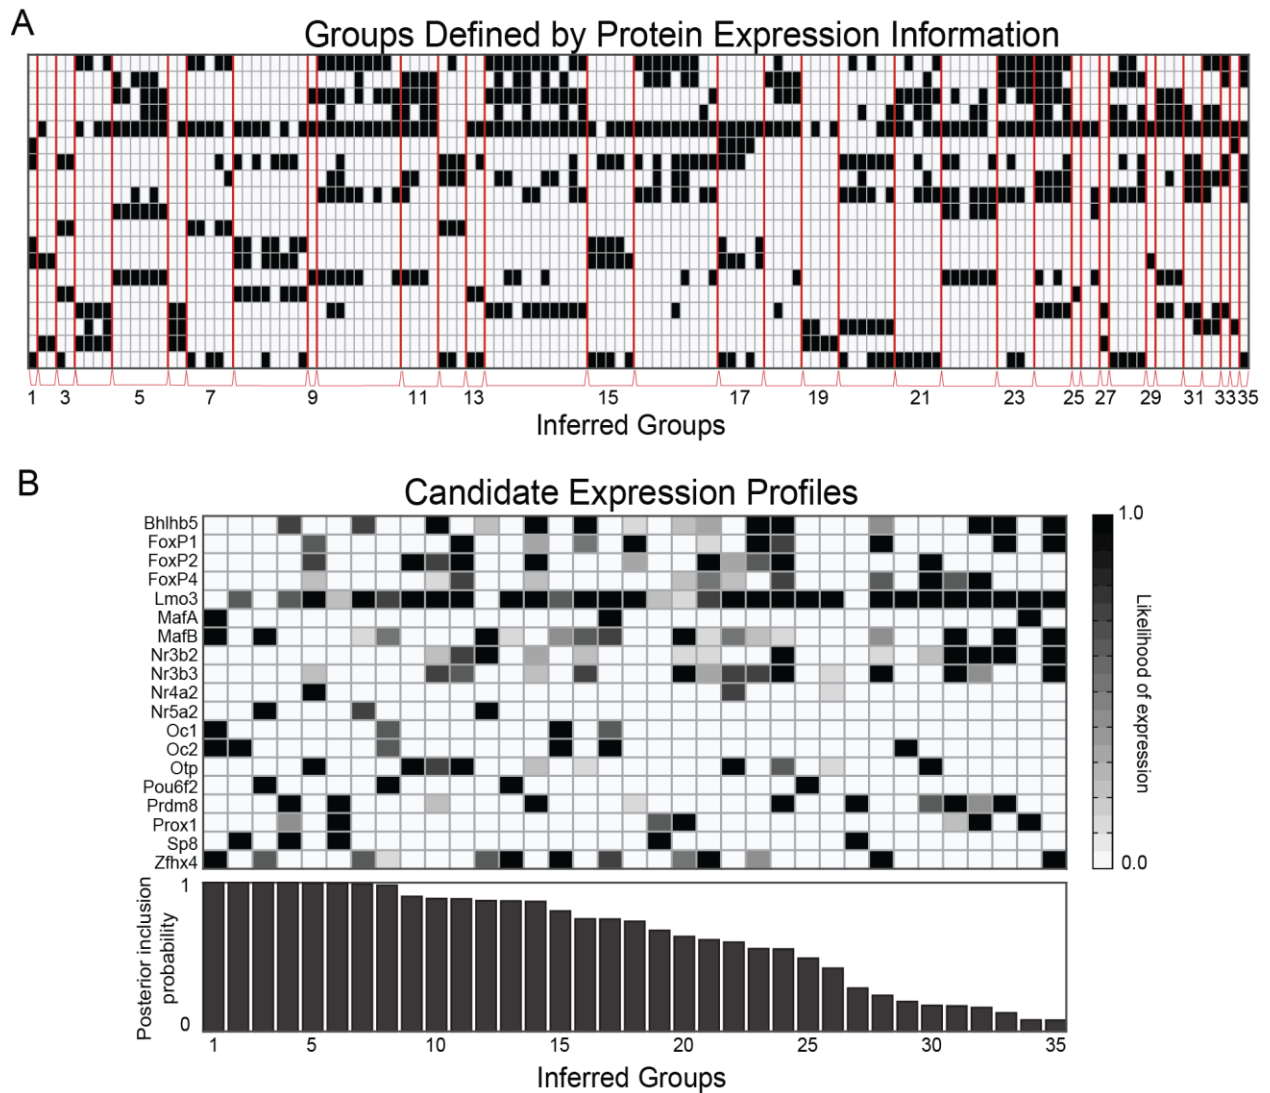 A
Groups Defined by Protein Expression Information
1 3 5 7 9 11 13 15 17 19 21 23 25 27 29 31 33 35
Inferred Groups
B
Candidate Expression Profiles
Bhlhb5
FoxP1
FoxP2
FoxP4
Lmo3
MafA
MafB
Nr3b2
Nr3b3
Nr4a2
Nr5a2
Oc1
Oc2
Otp
Pou6f2
Prdm8
Prox1
Sp8
Zfhx4
1.0
Likelihood of expression
0.0
Posterior inclusion
probability
1
0
1 5 10 15 20 25 30 35
Inferred Groups